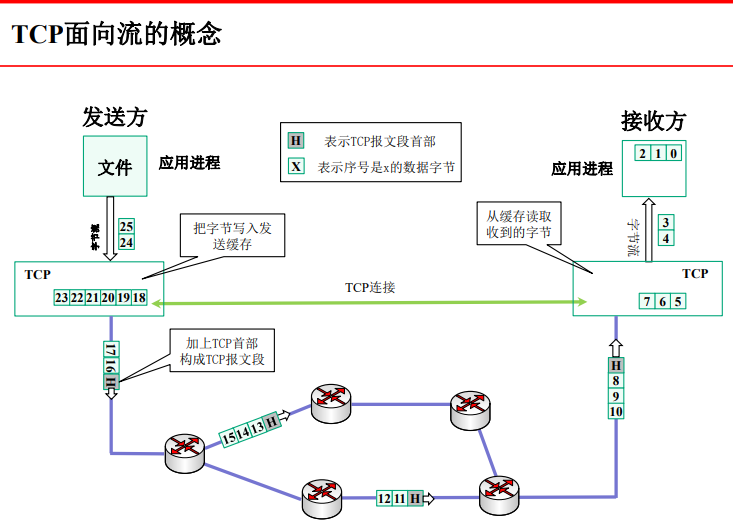 TCP面向流的概念
发送方
接收方
H 表示TCP报文段首部
X 表示序号是x的数据字节
文件
应用进程
应用进程
2 1 0
字节流
25
24
把字节写入发
送缓存
从缓存读取
收到的字节
字节流
3
4
TCP
23 22 21 20 19 18
TCP连接
TCP
7 6 5
17 16 H
加上TCP首部
构成TCP报文段
H
8
9
10
15 14 13 H
12 11 H